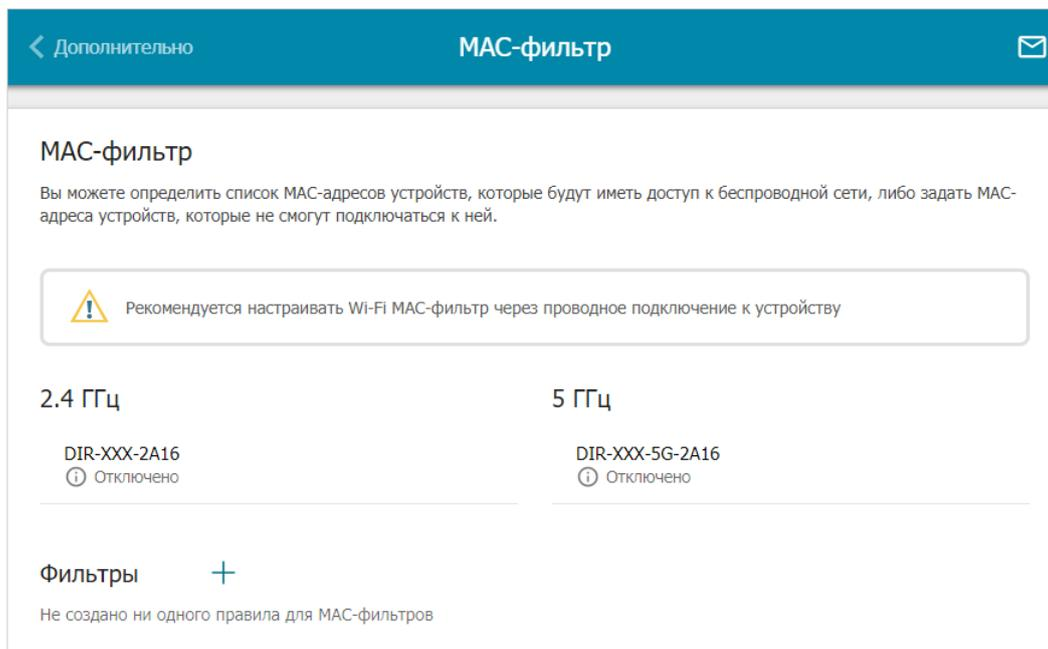 Дополнительно
MAC-фильтр
MAC-фильтр
Вы можете определить список MAC-адресов устройств, которые будут иметь доступ к беспроводной сети, либо задать MAC-
адреса устройств, которые не смогут подключаться к ней.
Рекомендуется настраивать Wi-Fi MAC-фильтр через проводное подключение к устройству
2.4 ГГц
5 ГГц
DIR-XXX-2A16
DIR-XXX-5G-2A16
Отключено
Отключено
Фильтры
Не создано ни одного правила для MAC-фильтров